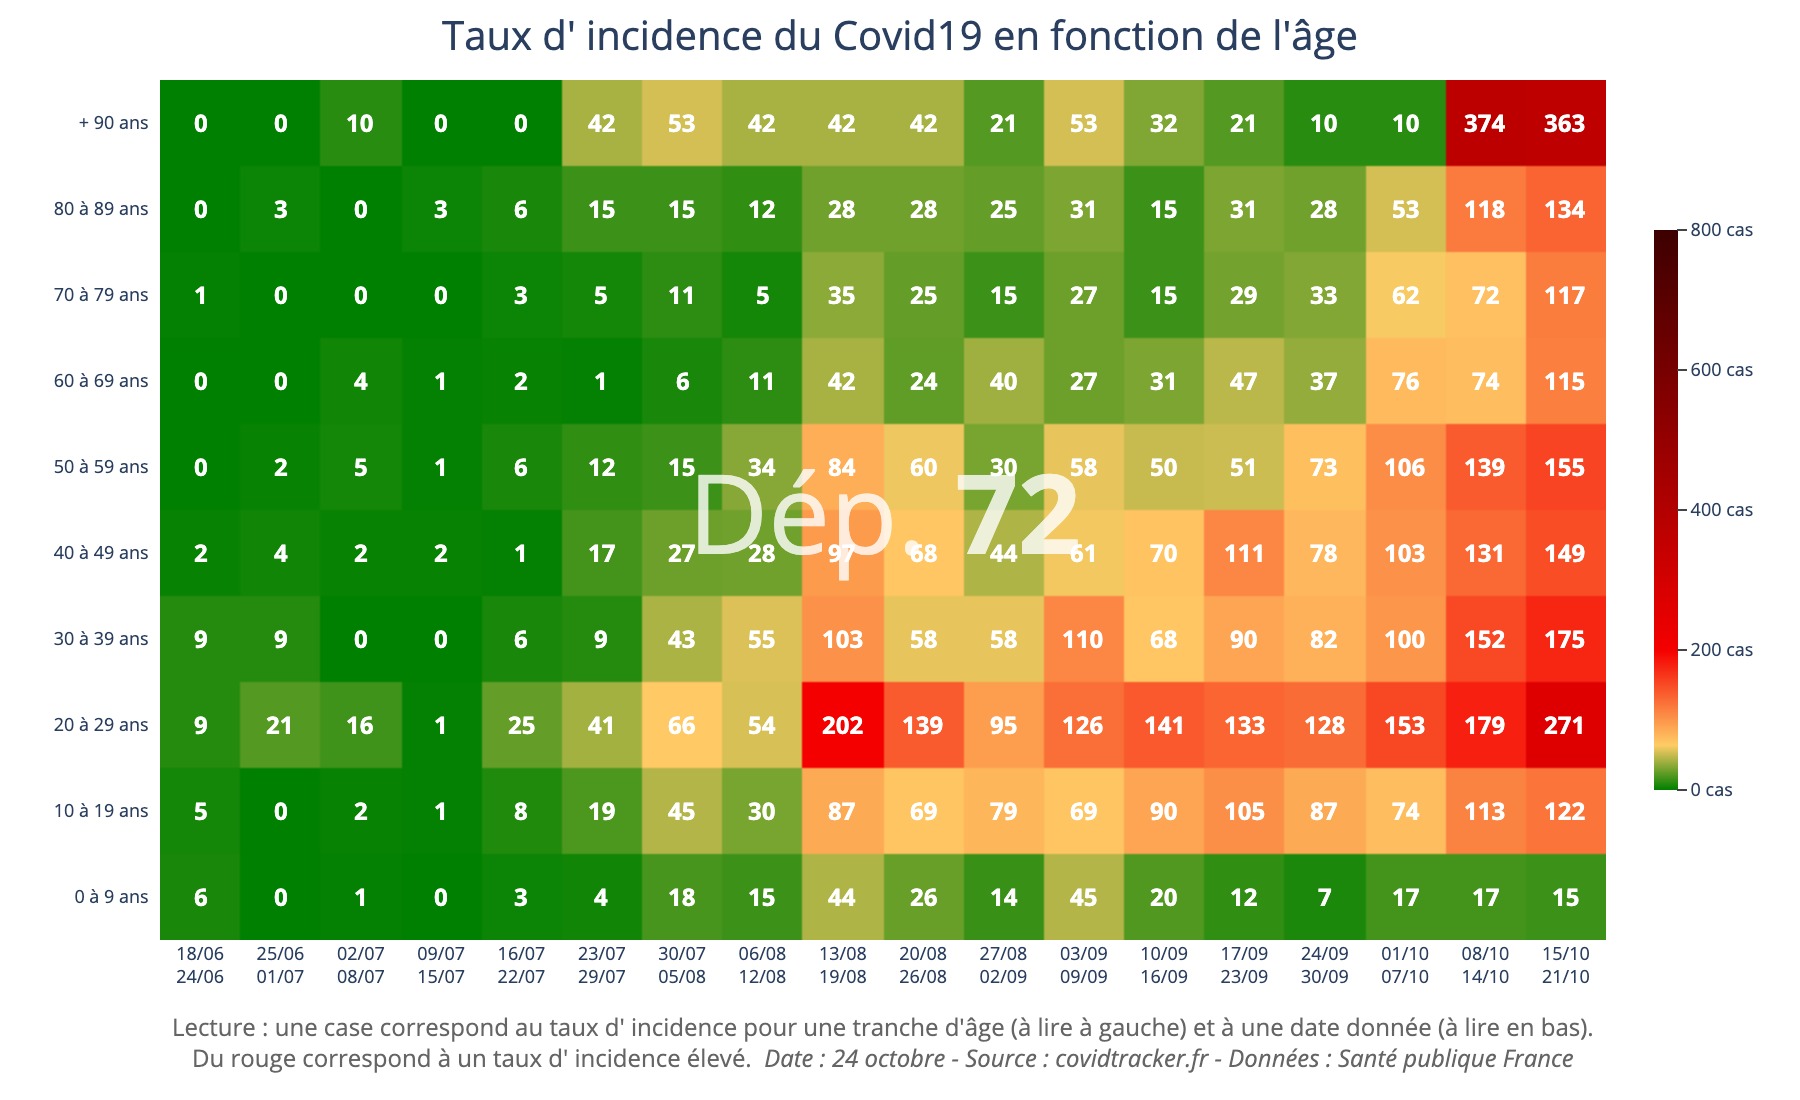 Taux d' incidence du Covid19 en fonction de l'âge
+ 90 ans 0 0 10 0 0 42 53 42 42 42 21 53 32 21 10 10 374 363
80 à 89 ans 0 3 0 3 6 15 15 12 28 28 25 31 15 31 28 53 118 134
70 à 79 ans 1 0 0 0 3 5 11 5 35 25 15 27 15 29 33 62 72 117
60 à 69 ans 0 0 4 1 2 1 6 11 42 24 40 27 31 47 37 76 74 115
50 à 59 ans 0 2 5 1 6 12 15 34 84 60 30 58 50 51 73 106 139 155
Dép. 72
40 à 49 ans 2 4 2 2 1 17 27 28 97 68 44 61 70 111 78 103 131 149
30 à 39 ans 9 9 0 0 6 9 43 55 103 58 58 110 68 90 82 100 152 175
20 à 29 ans 9 21 16 1 25 41 66 54 202 139 95 126 141 133 128 153 179 271
10 à 19 ans 5 0 2 1 8 19 45 30 87 69 79 69 90 105 87 74 113 122
0 à 9 ans 6 0 1 0 3 4 18 15 44 26 14 45 20 12 7 17 17 15
18/06 25/06 02/07 09/07 16/07 23/07 30/07 06/08 13/08 20/08 27/08 03/09 10/09 17/09 24/09 01/10 08/10 15/10
24/06 01/07 08/07 15/07 22/07 29/07 05/08 12/08 19/08 26/08 02/09 09/09 16/09 23/09 30/09 07/10 14/10 21/10
800 cas
600 cas
400 cas
200 cas
0 cas
Lecture : une case correspond au taux d' incidence pour une tranche d'âge (à lire à gauche) et à une date donnée (à lire en bas).
Du rouge correspond à un taux d' incidence élevé. Date : 24 octobre - Source : covidtracker.fr - Données : Santé publique France